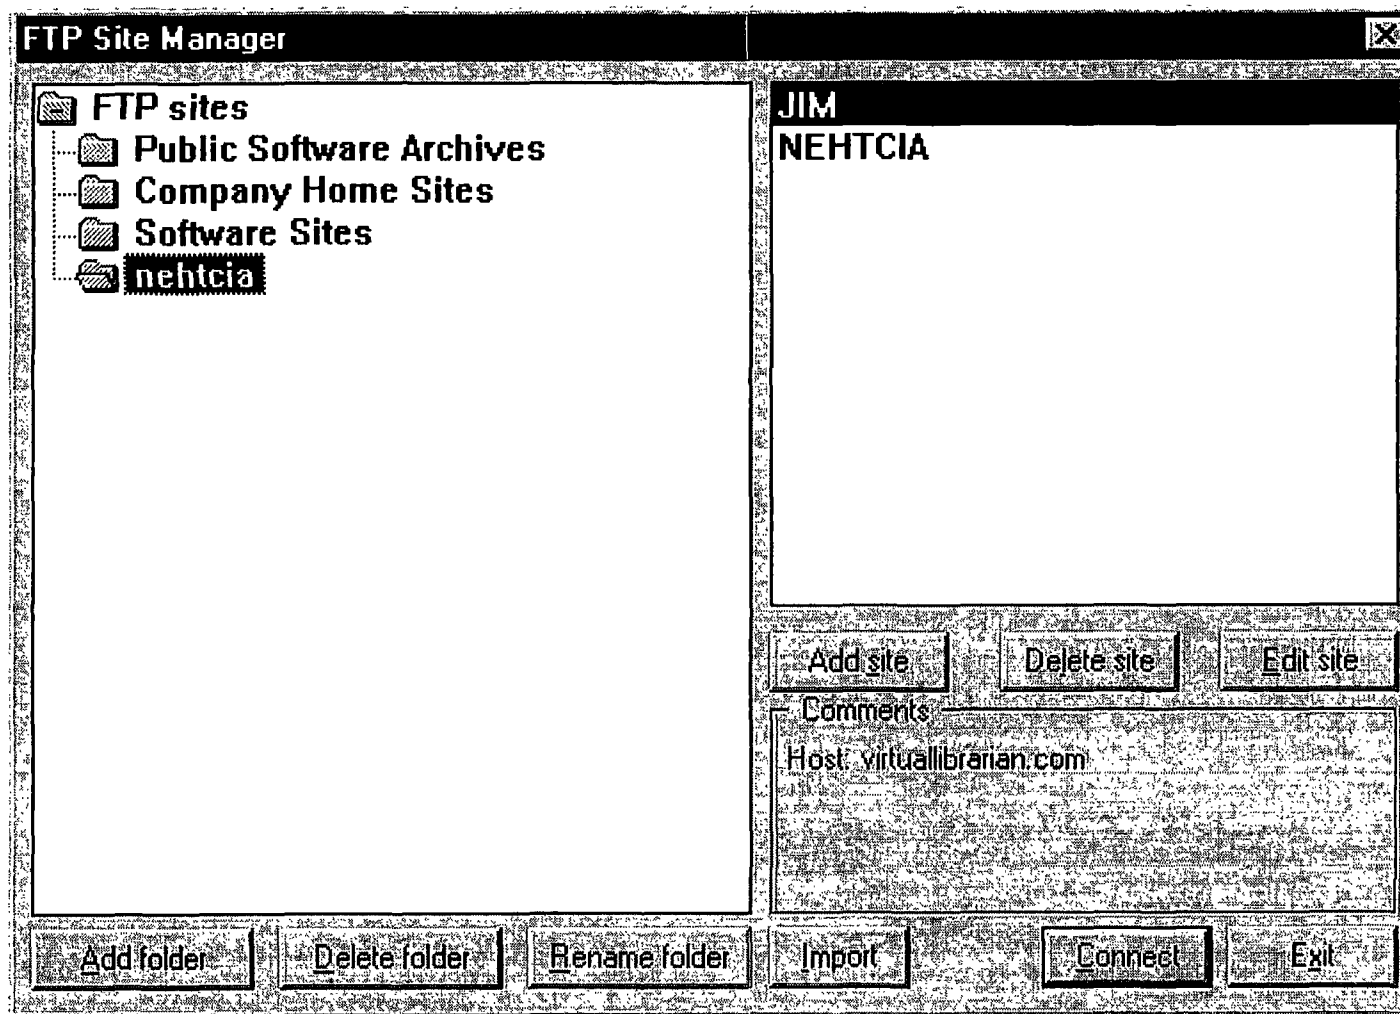 FTP Site Manager
FTP sites
Public Software Archives
Company Home Sites
Software Sites
nehtcia
JIM
NEHTCIA
Add site
Delete site
Edit site
Comments
Host: virtuallibrarian.com
Add folder
Delete folder
Rename folder
Import
Connect
Exit